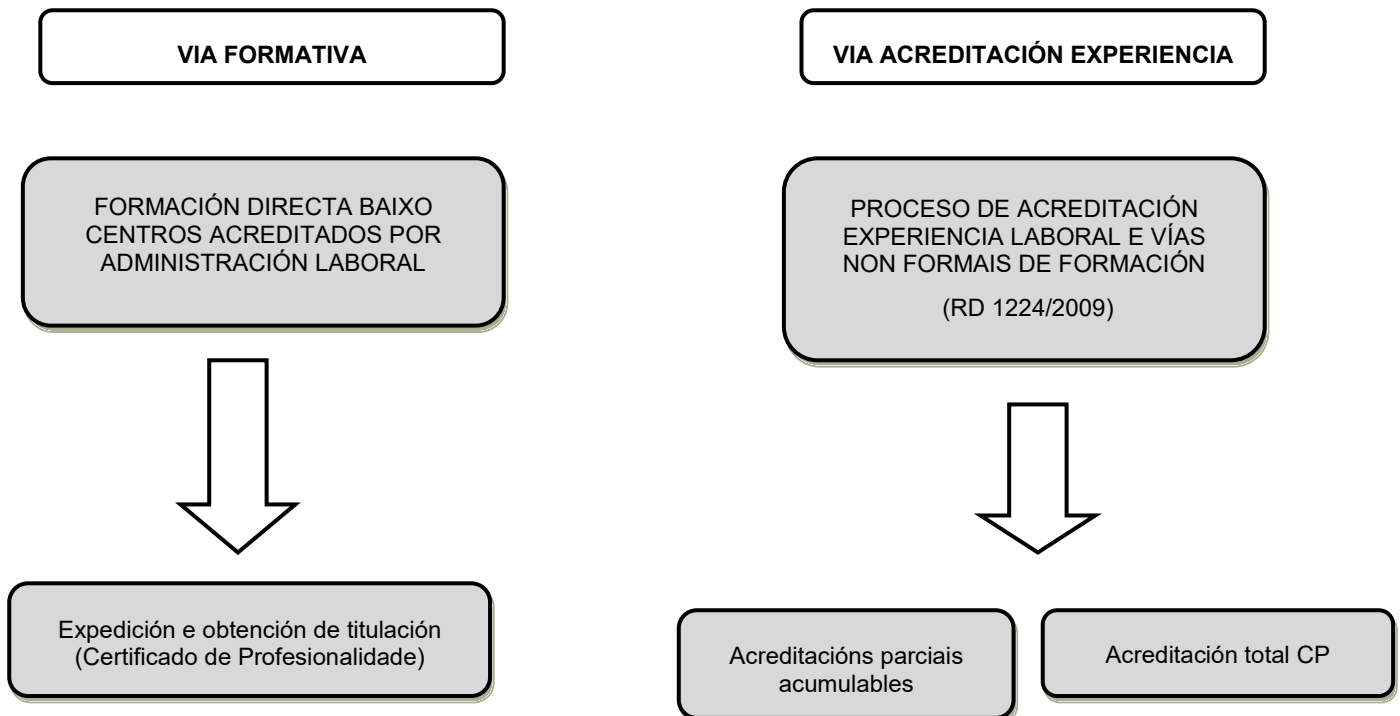 VIA FORMATIVA
FORMACIÓN DIRECTA BAIXO
CENTROS ACREDITADOS POR
ADMINISTRACIÓN LABORAL
Expedición e obtención de titulación
(Certificado de Profesionalidade)
VIA ACREDITACIÓN EXPERIENCIA
PROCESO DE ACREDITACIÓN
EXPERIENCIA LABORAL E VÍAS
NON FORMAIS DE FORMACIÓN
(RD 1224/2009)
Acreditacións parciais
acumulables
Acreditación total CP